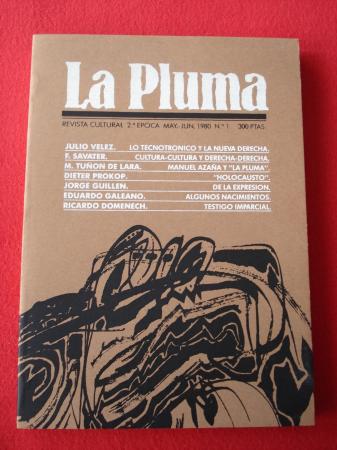 La Pluma
REVISTA CULTURAL 2.ª EPOCA MAY.-JUN. 1980 N.º 1 300 PTAS.
JULIO VELEZ. LO TECNOTRONICO Y LA NUEVA DERECHA.
F. SAVATER. CULTURA-CULTURA Y DERECHA-DERECHA.
M. TUÑON DE LARA. MANUEL AZAÑA Y "LA PLUMA".
DIETER PROKOP. "HOLOCAUSTO".
JORGE GUILLEN. DE LA EXPRESION.
EDUARDO GALEANO. ALGUNOS NACIMIENTOS.
RICARDO DOMENECH. TESTIGO IMPARCIAL.